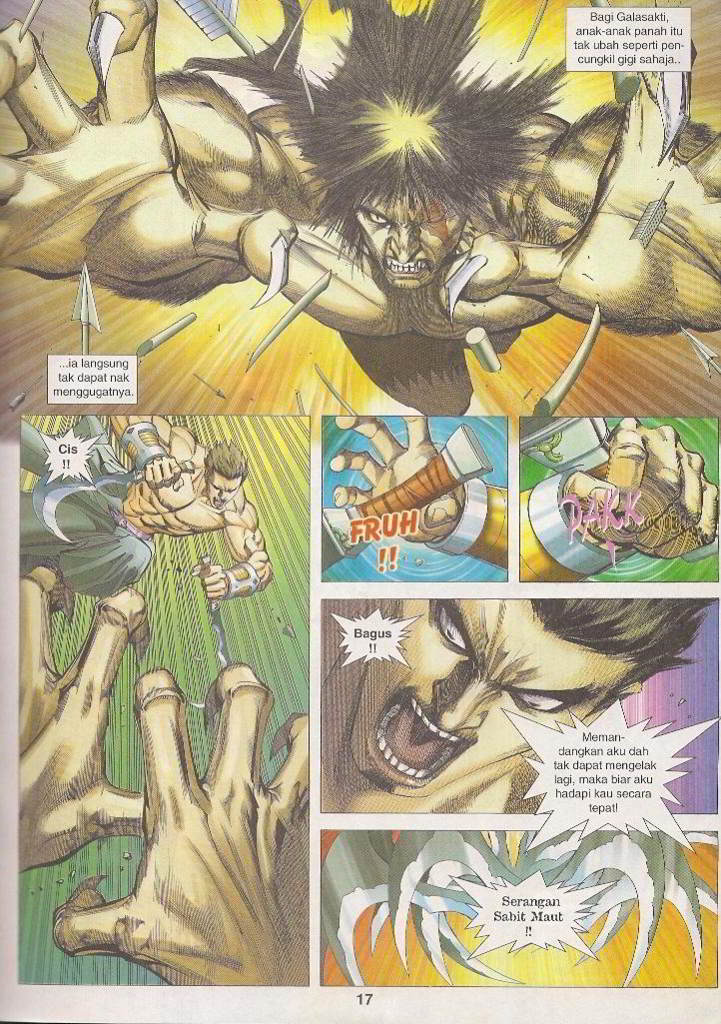 Bagi Galasakti,
anak-anak panah itu
tak ubah seperti pen-
cungkil gigi sahaja..
...ia langsung
tak dapat nak
menggugatnya.
Cis
!!
FRUH
!!
PAKK
!
Bagus
!!
Meman-
dangkan aku dah
tak dapat mengelak
lagi, maka biar aku
hadapi kau secara
tepat!
Serangan
Sabit Maut
!!
17